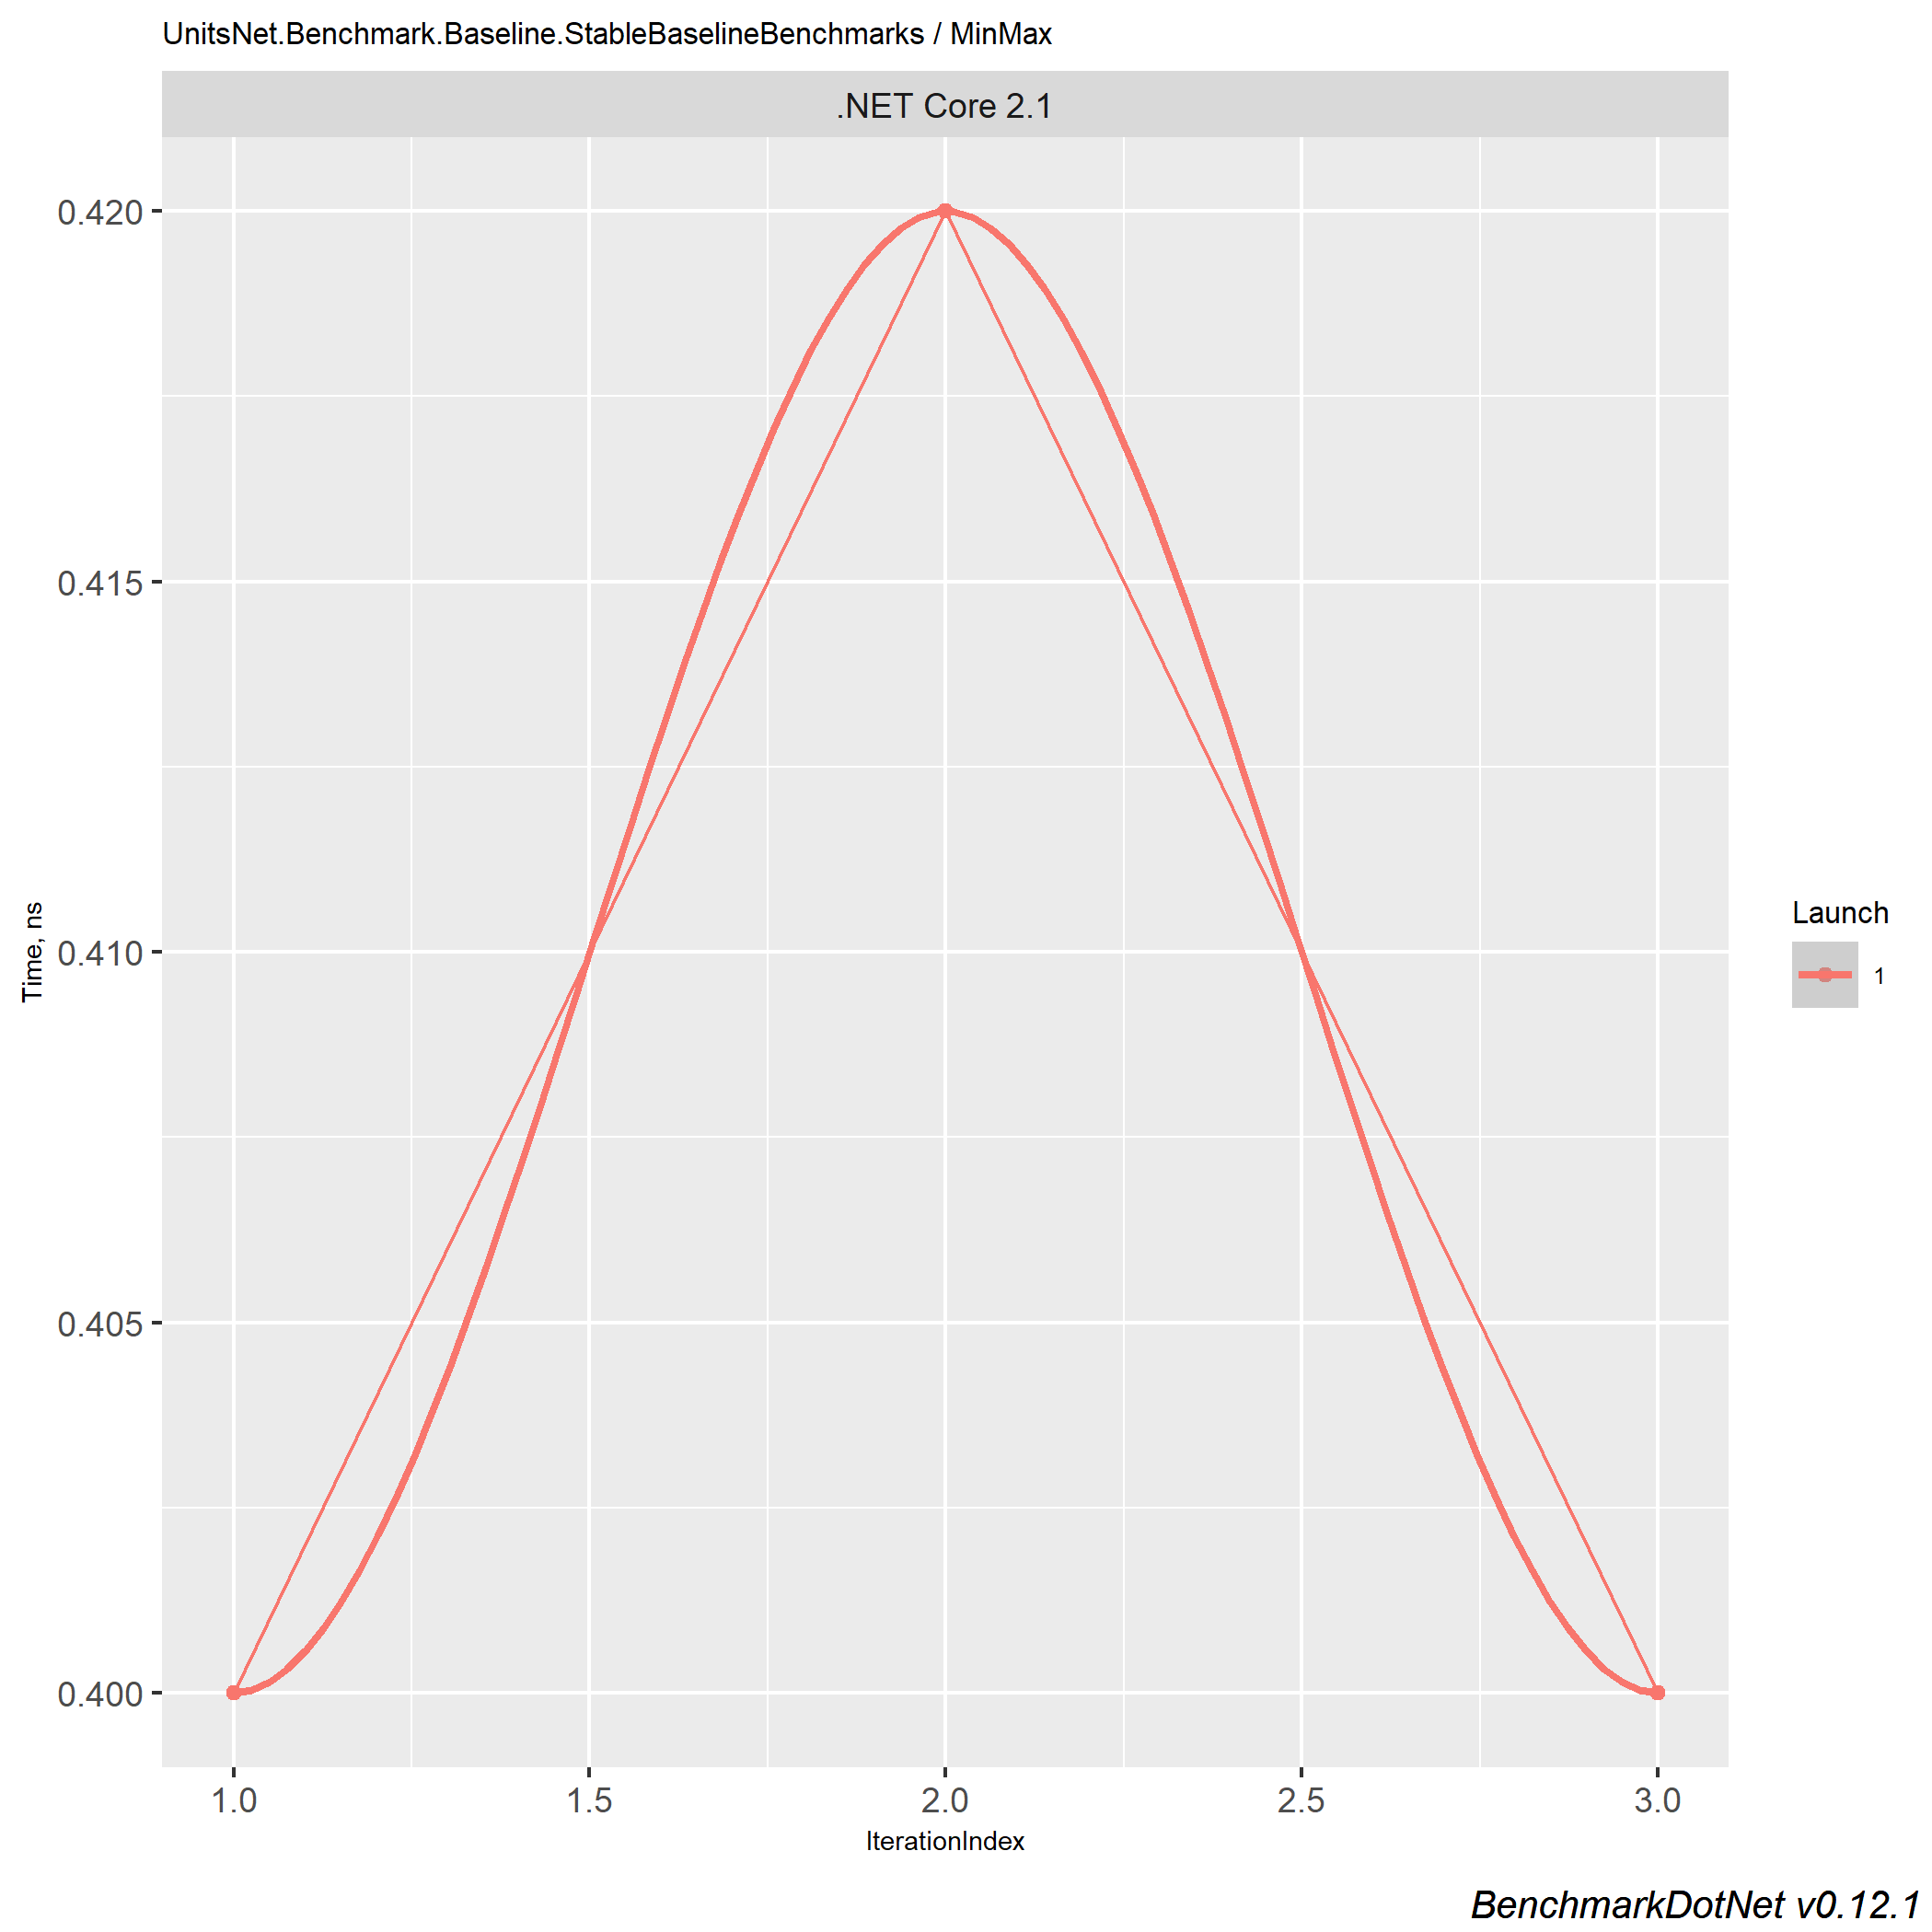 UnitsNet.Benchmark.Baseline.StableBaselineBenchmarks / MinMax
.NET Core 2.1
0.420
0.415
0.410
0.405
0.400
Time, ns
1.0 1.5 2.0 2.5 3.0
IterationIndex
Launch
1
BenchmarkDotNet v0.12.1